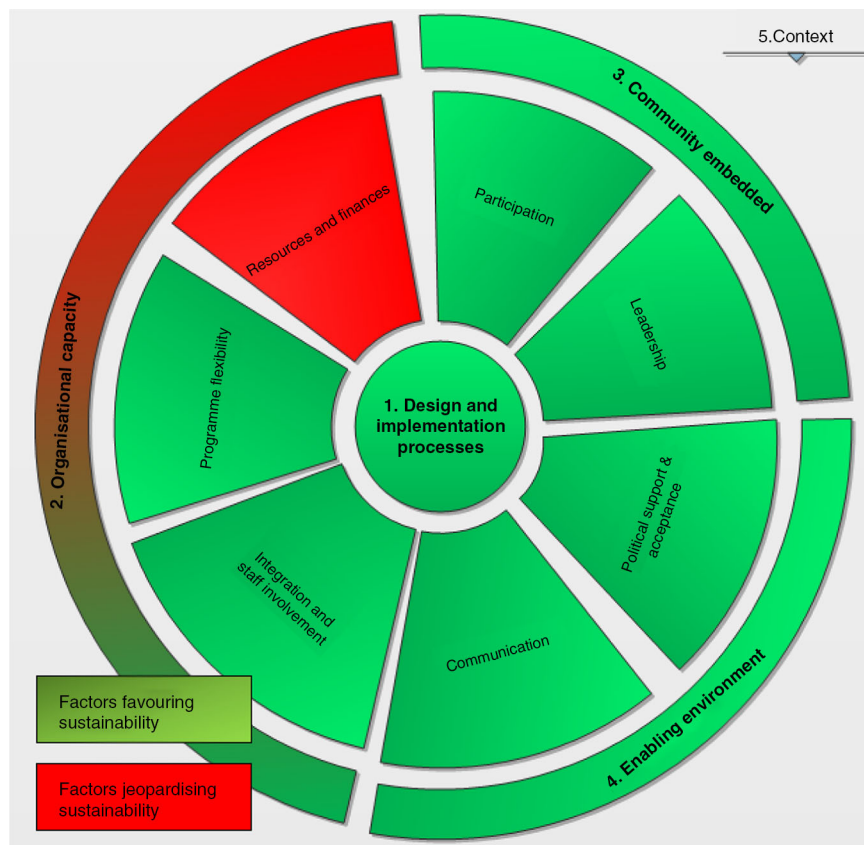 5.Context
3. Community embedded
Participation
Leadership
Resources and finances
2. Organisational capacity
Programme flexibility
1. Design and
implementation
processes
Political support &
acceptance
Integration and
staff involvement
Communication
4. Enabling environment
Factors favouring
sustainability
Factors jeopardising
sustainability